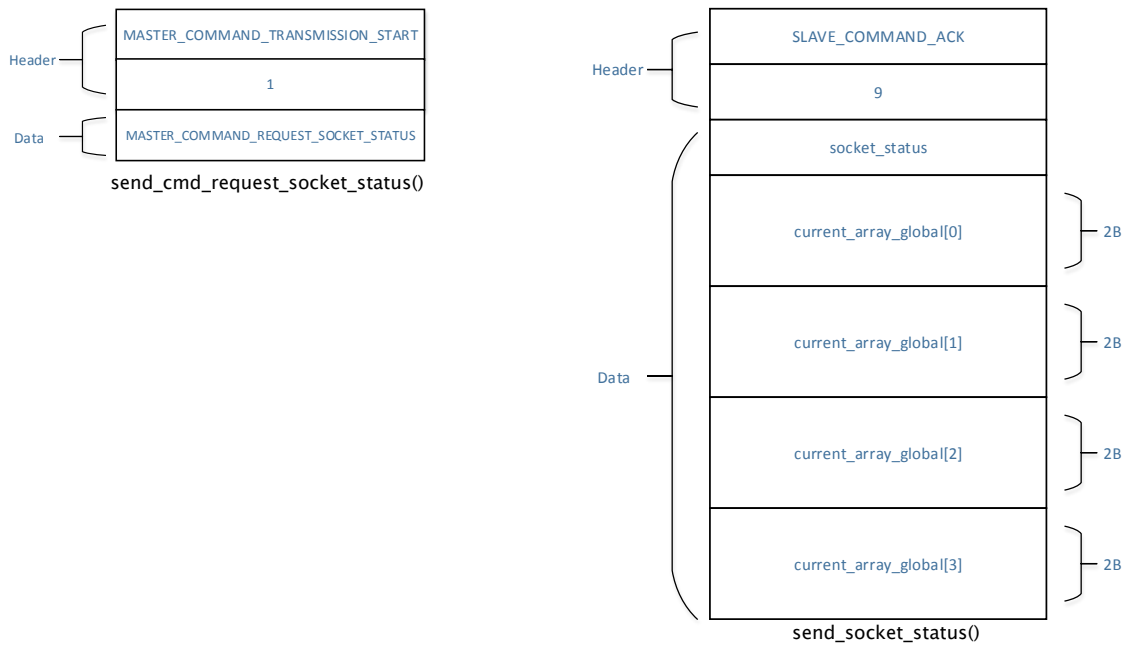 MASTER_COMMAND_TRANSMISSION_START
Header
1
Data
MASTER_COMMAND_REQUEST_SOCKET_STATUS
send_cmd_request_socket_status()
SLAVE_COMMAND_ACK
Header
9
socket_status
current_array_global[0]
2B
current_array_global[1]
2B
Data
current_array_global[2]
2B
current_array_global[3]
2B
send_socket_status()